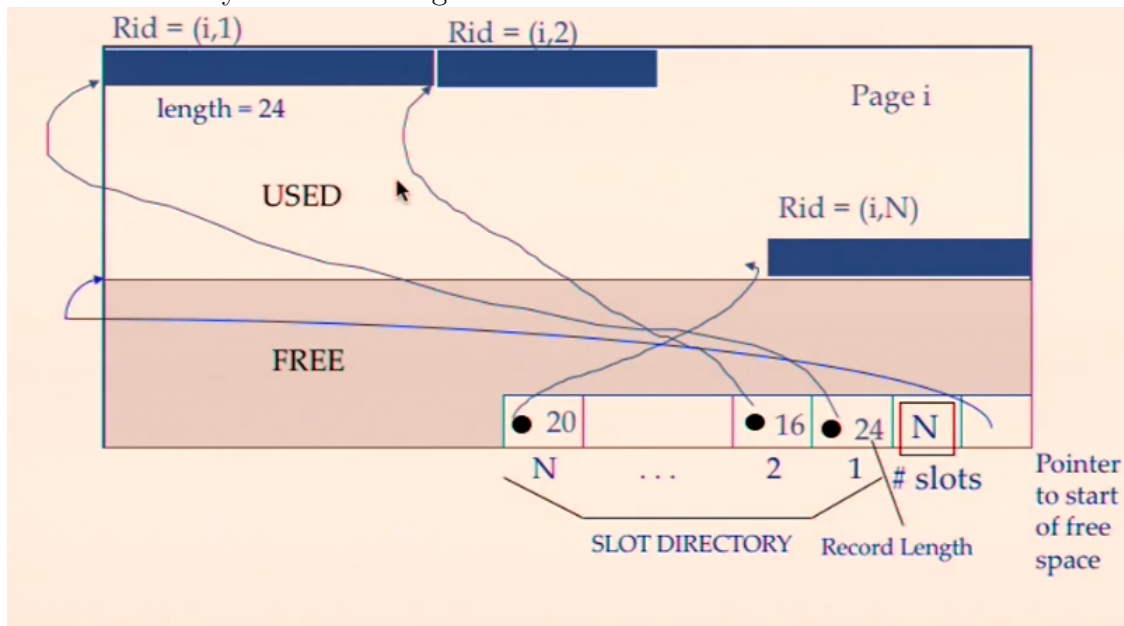 Rid = (i,1)
Rid = (i,2)
length = 24
Page i
USED
Rid = (i,N)
FREE
20
16
24
N
N
. . .
2
1
# slots
Pointer
to start
of free
space
SLOT DIRECTORY
Record Length